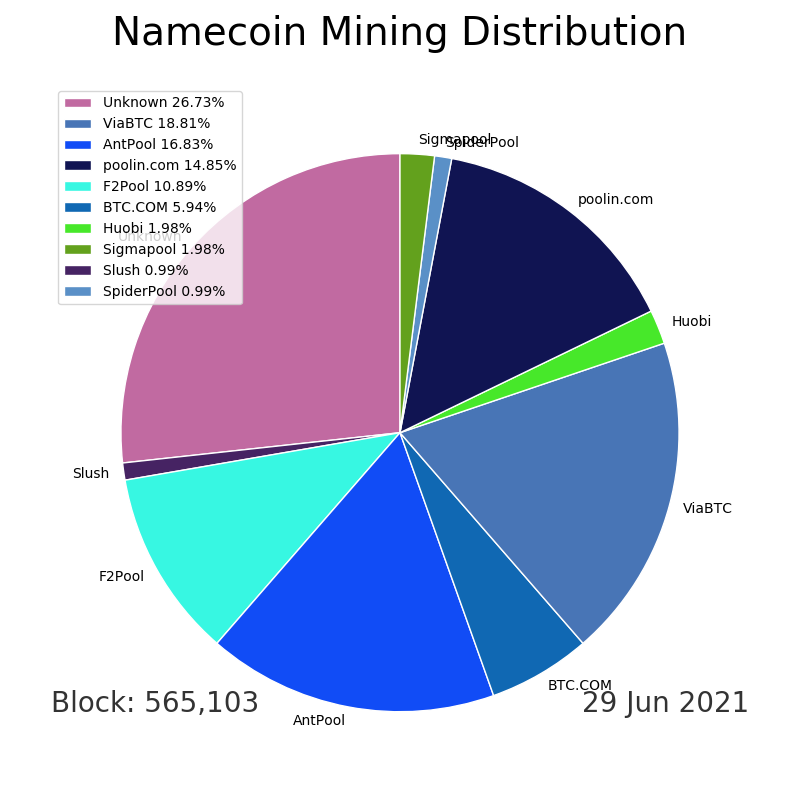 Namecoin Mining Distribution
Unknown 26.73%
ViaBTC 18.81%
AntPool 16.83%
poolin.com 14.85%
F2Pool 10.89%
BTC.COM 5.94%
Huobi 1.98%
Sigmapool 1.98%
Slush 0.99%
SpiderPool 0.99%
Unknown
Sigmapool
SpiderPool
poolin.com
Huobi
ViaBTC
BTC.COM
AntPool
F2Pool
Slush
Block: 565,103
29 Jun 2021